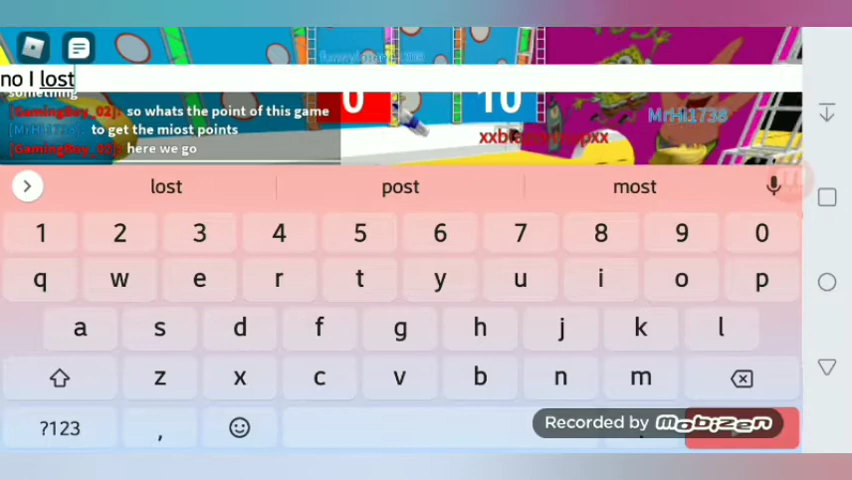 no I lost
something
[GamingBoy_02]: so whats the point of this game
[MrHi1738]: to get the miost points
[GamingBoy_02]: here we go
0
10
MrHi1738
lost post most
1 2 3 4 5 6 7 8 9 0
q w e r t y u i o p
a s d f g h j k l
z x c v b n m
?123 , .
Recorded by mobizen